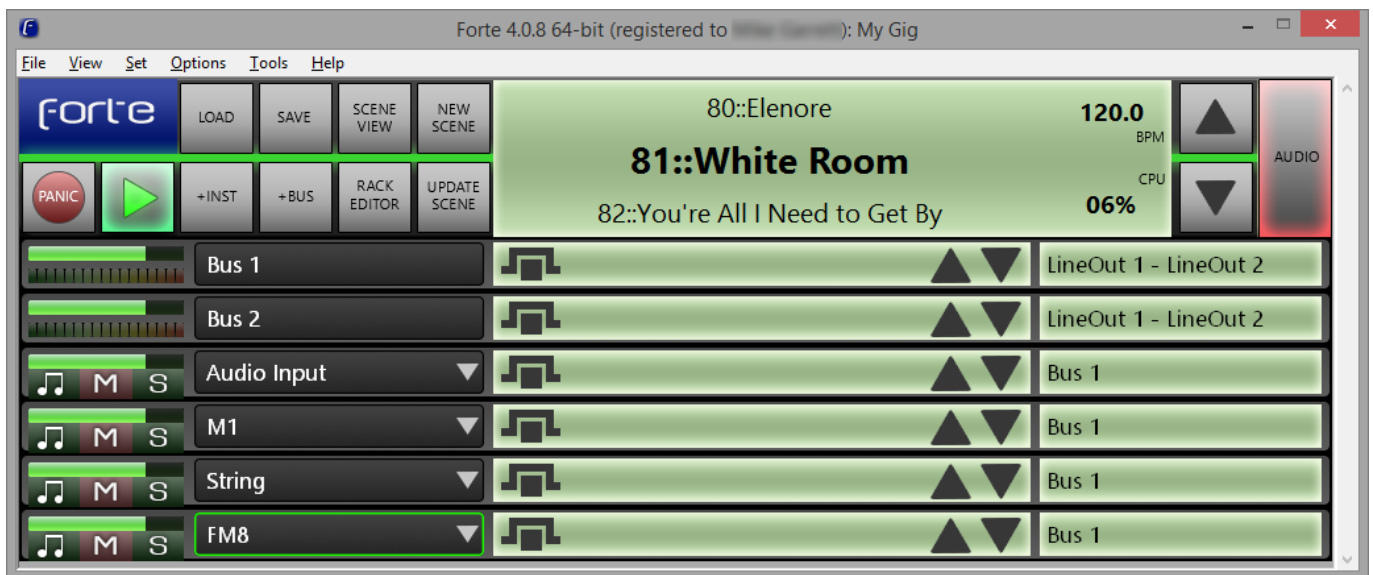 Forte 4.0.8 64-bit (registered to ): My Gig
File View Set Options Tools Help
forte
LOAD
SAVE
SCENE
VIEW
NEW
SCENE
80::Elenore
120.0
BPM
AUDIO
81::White Room
PANIC
+INST
+BUS
RACK
EDITOR
UPDATE
SCENE
CPU
06%
82::You're All I Need to Get By
Bus 1
LineOut 1 - LineOut 2
Bus 2
LineOut 1 - LineOut 2
M S
Audio Input
Bus 1
M S
M1
Bus 1
M S
String
Bus 1
M S
FM8
Bus 1